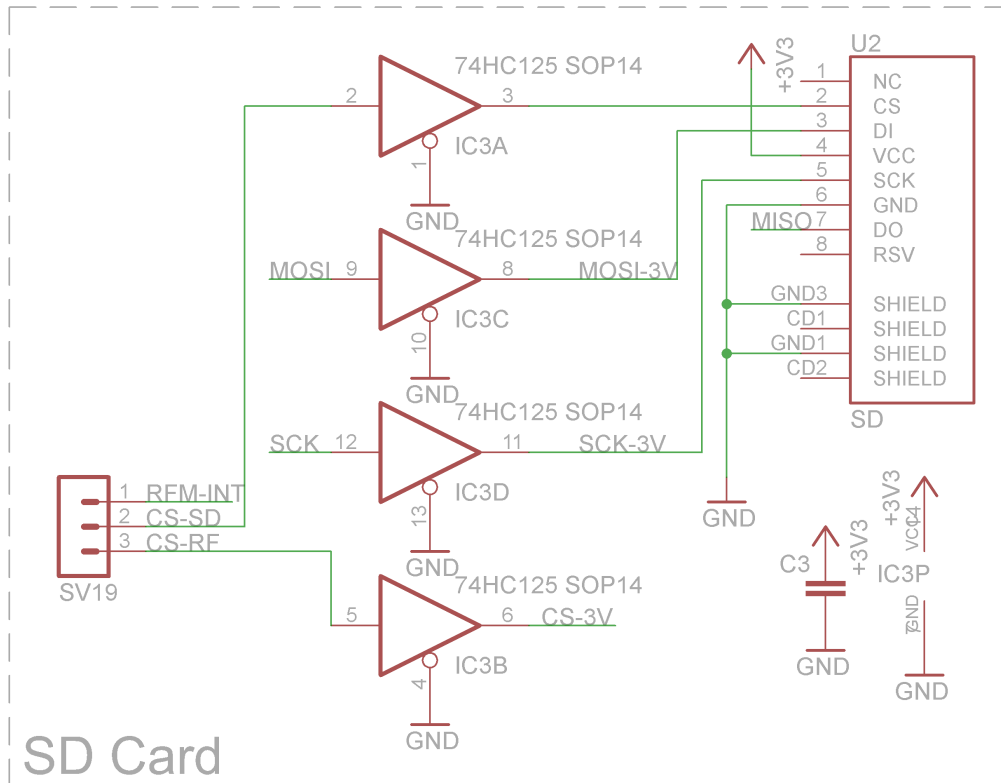 74HC125 SOP14
2
3
1
IC3A
GND
74HC125 SOP14
MOSI
9
8
MOSI-3V
10
IC3C
GND
74HC125 SOP14
SCK
12
11
SCK-3V
13
IC3D
GND
74HC125 SOP14
5
6
CS-3V
4
IC3B
GND
1
RFM-INT
2
CS-SD
3
CS-RF
SV19
+3V3
U2
1
NC
2
CS
3
DI
4
VCC
5
SCK
6
GND
MISO
7
DO
8
RSV
GND3
SHIELD
CD1
SHIELD
GND1
SHIELD
CD2
SHIELD
SD
GND
C3
+3V3
GND
+3V3
VCC
IC3P
GND
7
GND
SD Card